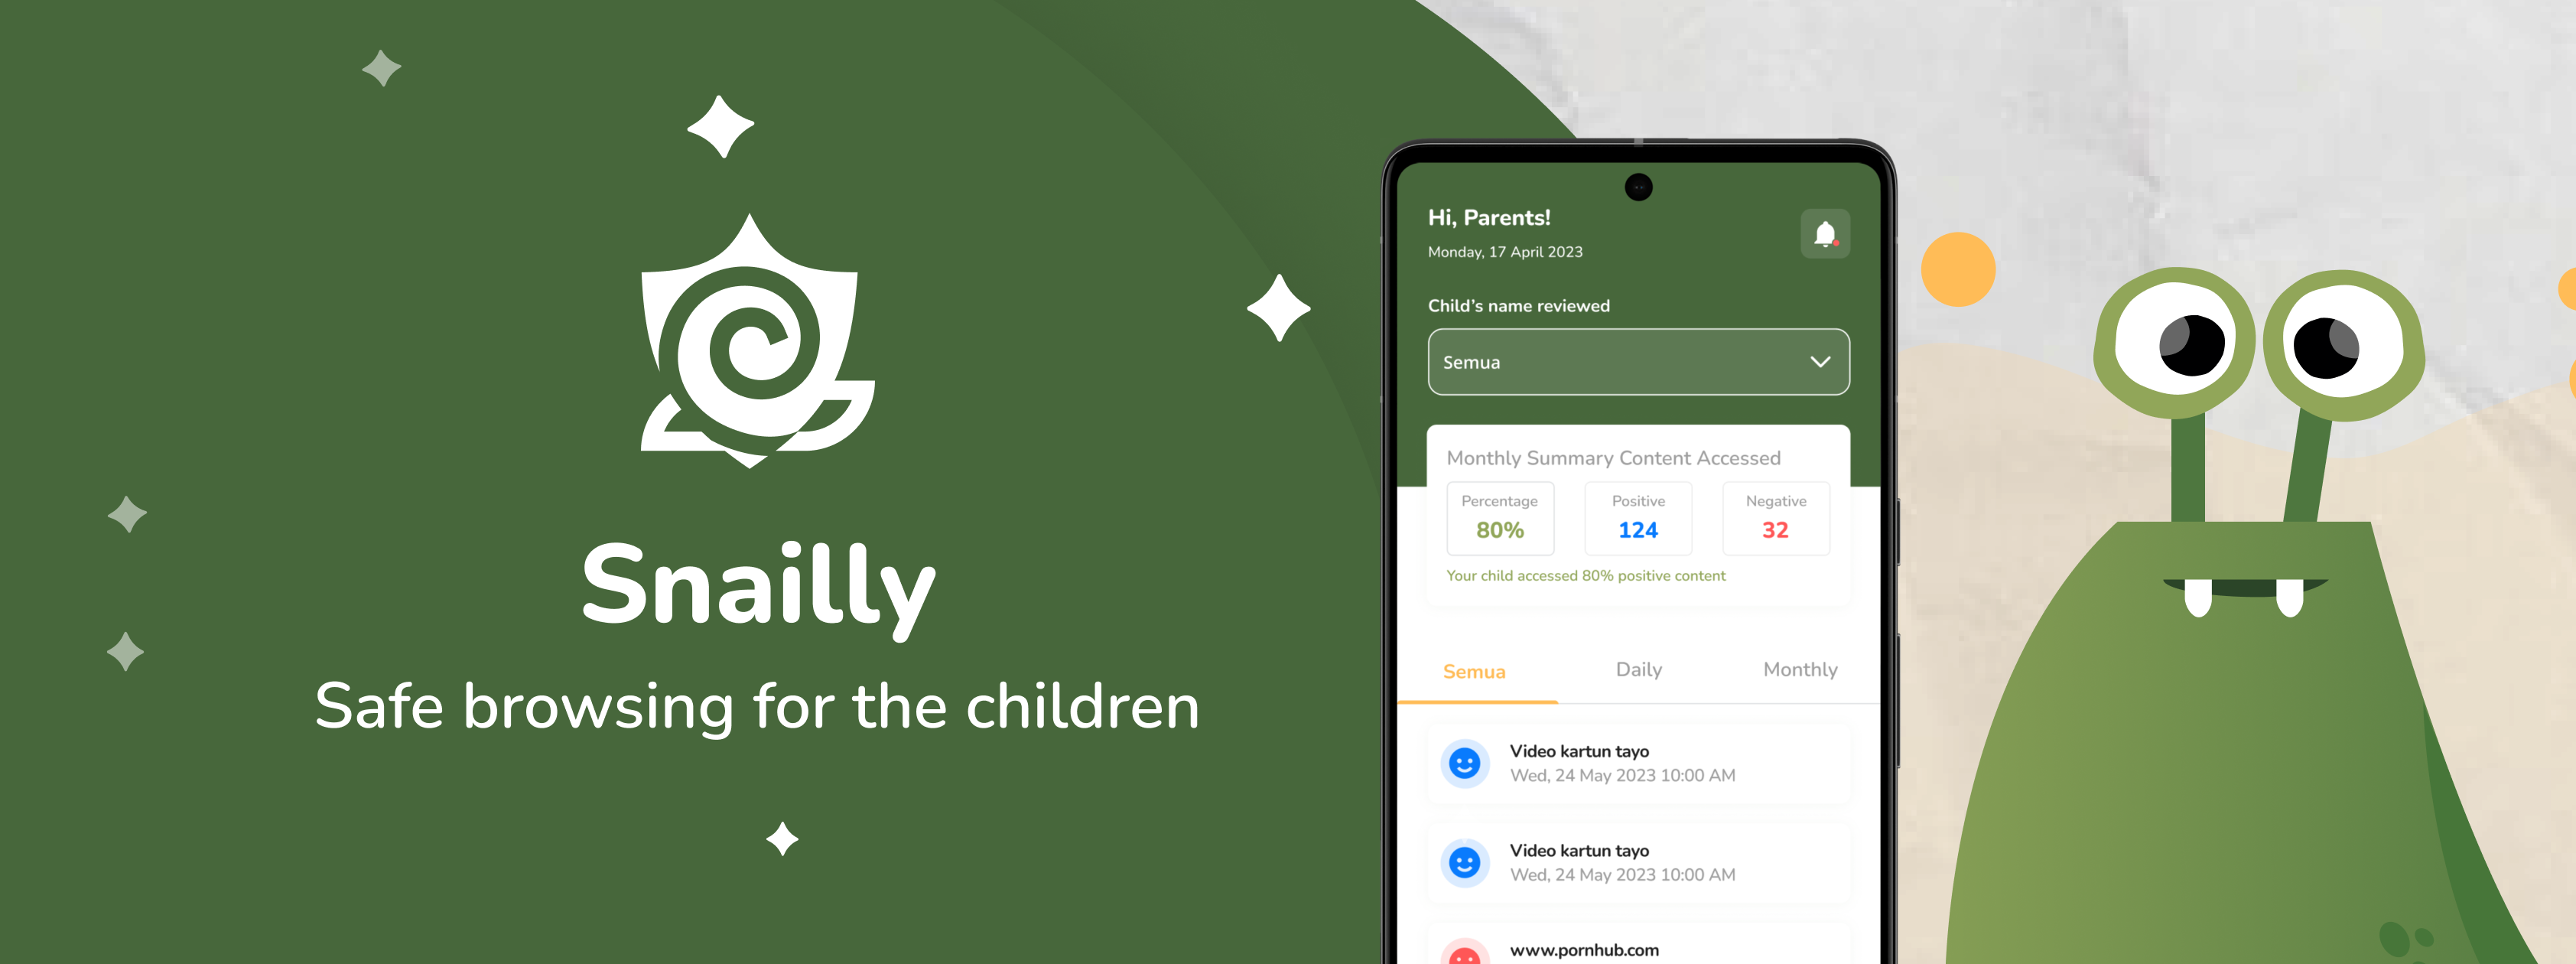 Snailly
Safe browsing for the children
Hi, Parents!
Monday, 17 April 2023
Child's name reviewed
Semua
Monthly Summary Content Accessed
Percentage Positive Negative
80% 124 32
Your child accessed 80% positive content
Semua Daily Monthly
Video kartun tayo
Wed, 24 May 2023 10:00 AM
Video kartun tayo
Wed, 24 May 2023 10:00 AM
www.pornhub.com